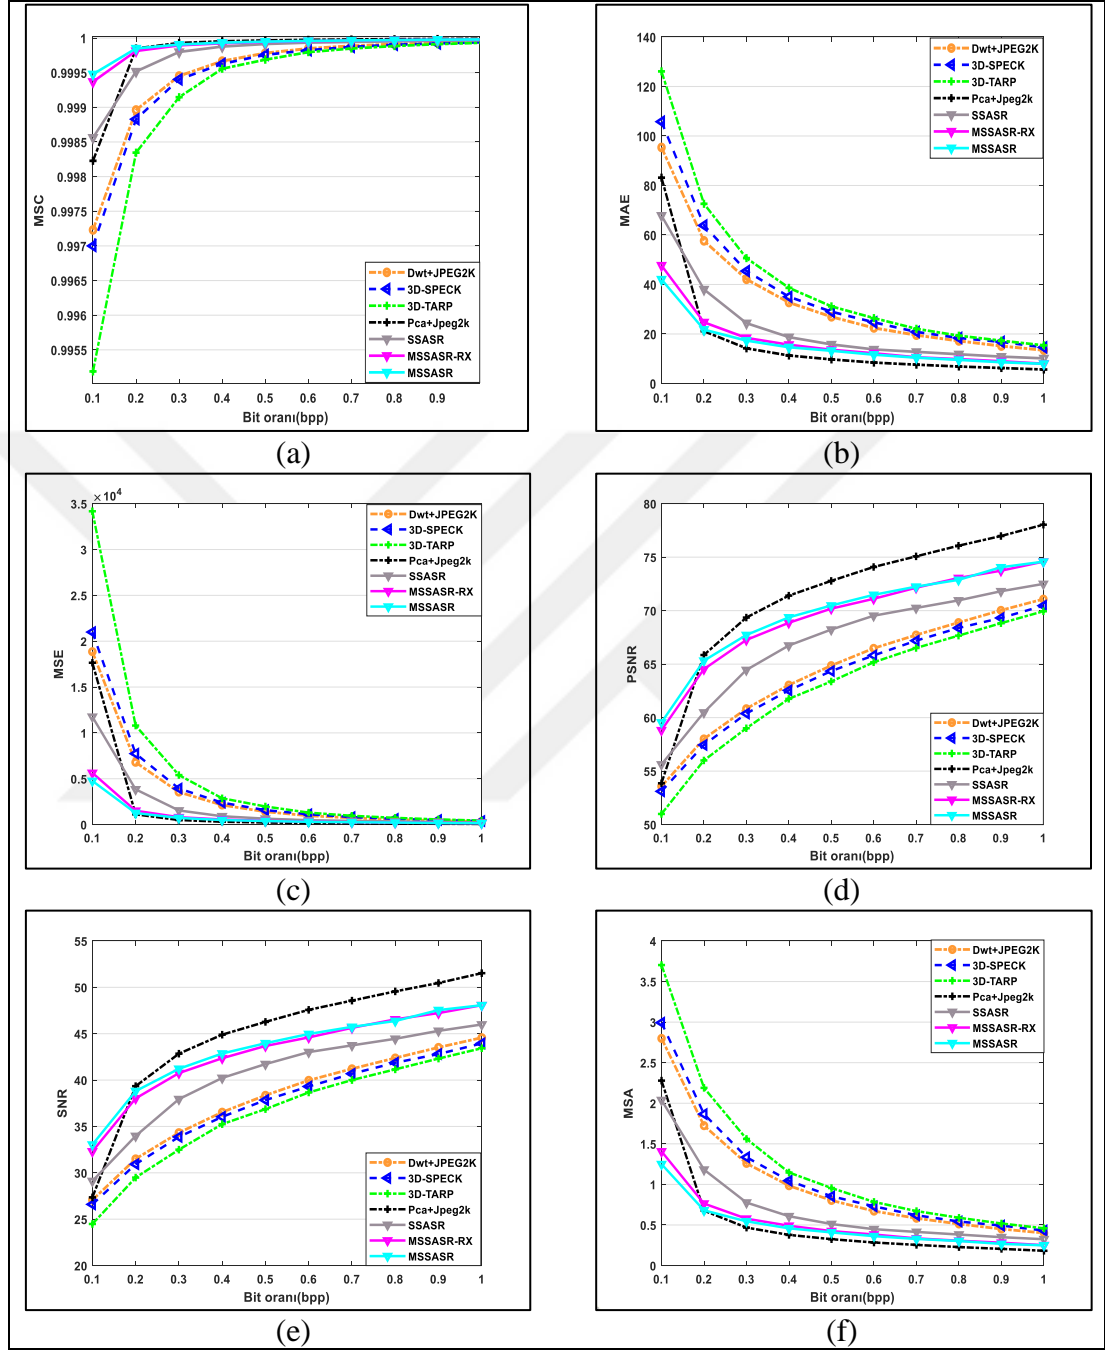 1
0.9995
0.999
0.9985
0.998
0.9975
0.997
0.9965
0.996
0.9955
MSC
Dwt+JPEG2K
3D-SPECK
3D-TARP
Pca+Jpeg2k
SSASR
MSSASR-RX
MSSASR
0.1 0.2 0.3 0.4 0.5 0.6 0.7 0.8 0.9
Bit oranı(bpp)
(a)
140
120
100
80
60
40
20
0
MAE
Dwt+JPEG2K
3D-SPECK
3D-TARP
Pca+Jpeg2k
SSASR
MSSASR-RX
MSSASR
0.1 0.2 0.3 0.4 0.5 0.6 0.7 0.8 0.9 1
Bit oranı(bpp)
(b)
×10^4
3.5
3
2.5
2
1.5
1
0.5
0
MSE
Dwt+JPEG2K
3D-SPECK
3D-TARP
Pca+Jpeg2k
SSASR
MSSASR-RX
MSSASR
0.1 0.2 0.3 0.4 0.5 0.6 0.7 0.8 0.9 1
Bit oranı(bpp)
(c)
80
75
70
65
60
55
50
PSNR
Dwt+JPEG2K
3D-SPECK
3D-TARP
Pca+Jpeg2k
SSASR
MSSASR-RX
MSSASR
0.1 0.2 0.3 0.4 0.5 0.6 0.7 0.8 0.9 1
Bit oranı(bpp)
(d)
55
50
45
40
35
30
25
20
SNR
Dwt+JPEG2K
3D-SPECK
3D-TARP
Pca+Jpeg2k
SSASR
MSSASR-RX
MSSASR
0.1 0.2 0.3 0.4 0.5 0.6 0.7 0.8 0.9 1
Bit oranı(bpp)
(e)
4
3.5
3
2.5
2
1.5
1
0.5
0
MSA
Dwt+JPEG2K
3D-SPECK
3D-TARP
Pca+Jpeg2k
SSASR
MSSASR-RX
MSSASR
0.1 0.2 0.3 0.4 0.5 0.6 0.7 0.8 0.9 1
Bit oranı(bpp)
(f)